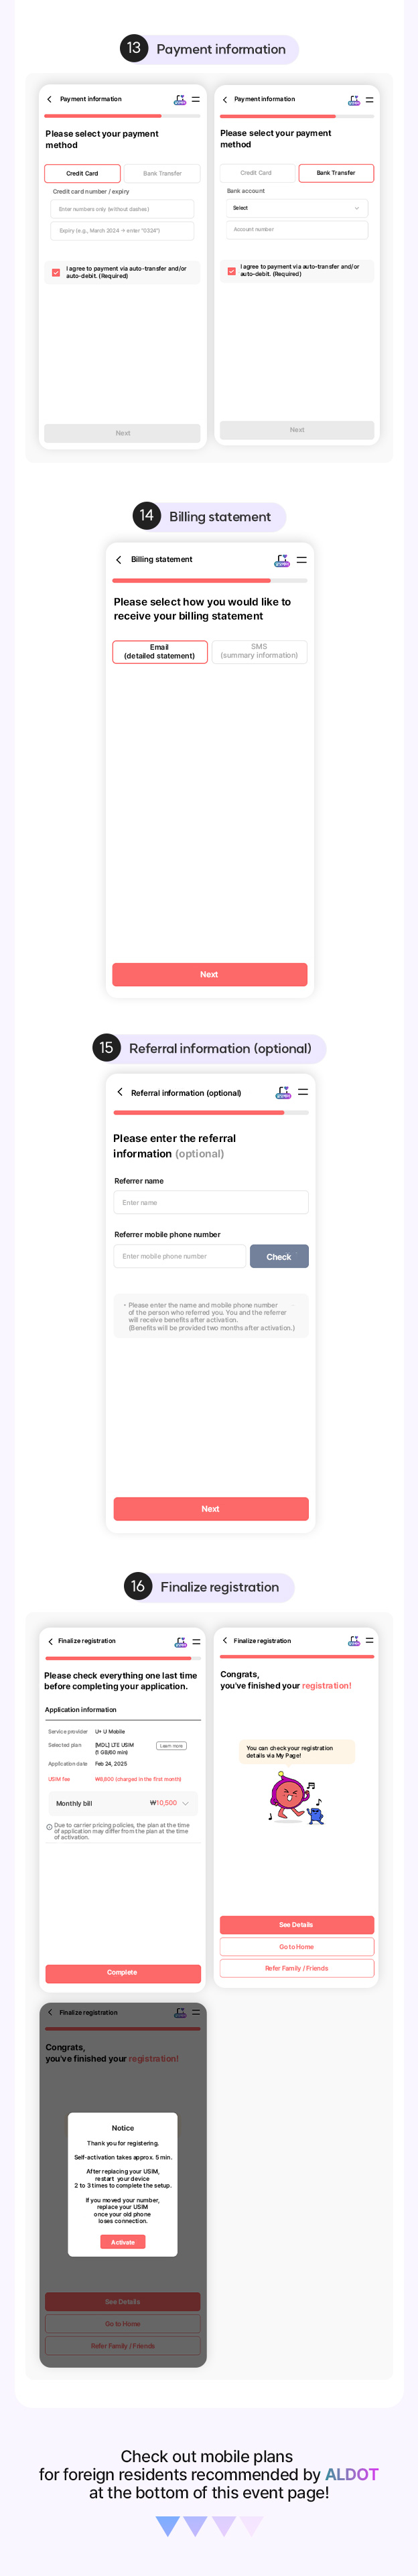 13 Payment information
Payment information
Please select your payment
method
Credit Card
Bank Transfer
Credit card number / expiry
Enter numbers only (without dashes)
Expiry (e.g., March 2024 → enter "0324")
I agree to payment via auto-transfer and/or
auto-debit. (Required)
Next
Payment information
Please select your payment
method
Credit Card
Bank Transfer
Bank account
Select
Account number
I agree to payment via auto-transfer and/or
auto-debit. (Required)
Next
14 Billing statement
Billing statement
Please select how you would like to
receive your billing statement
Email
(detailed statement)
SMS
(summary information)
Next
15 Referral information (optional)
Referral information (optional)
Please enter the referral
information (optional)
Referrer name
Enter name
Referrer mobile phone number
Enter mobile phone number
Check
• Please enter the name and mobile phone number
of the person who referred you. You and the referrer
will receive benefits after activation.
(Benefits will be provided two months after activation.)
Next
16 Finalize registration
Finalize registration
Please check everything one last time
before completing your application.
Application information
Service provider U+ U Mobile
Selected plan [MDL] LTE USIM
(1 GB/60 min)
Learn more
Application date Feb 24, 2025
USIM fee ₩8,800 (charged in the first month)
Monthly bill ₩10,500
Due to carrier pricing policies, the plan at the time
of application may differ from the plan at the time
of activation.
Complete
Finalize registration
Congrats,
you've finished your registration!
You can check your registration
details via My Page!
See Details
Go to Home
Refer Family / Friends
Finalize registration
Congrats,
you've finished your registration!
Notice
Thank you for registering.
Self-activation takes approx. 5 min.
After replacing your USIM,
restart your device
2 to 3 times to complete the setup.
If you moved your number,
replace your USIM
once your old phone
loses connection.
Activate
See Details
Go to Home
Refer Family / Friends
Check out mobile plans
for foreign residents recommended by ALDOT
at the bottom of this event page!